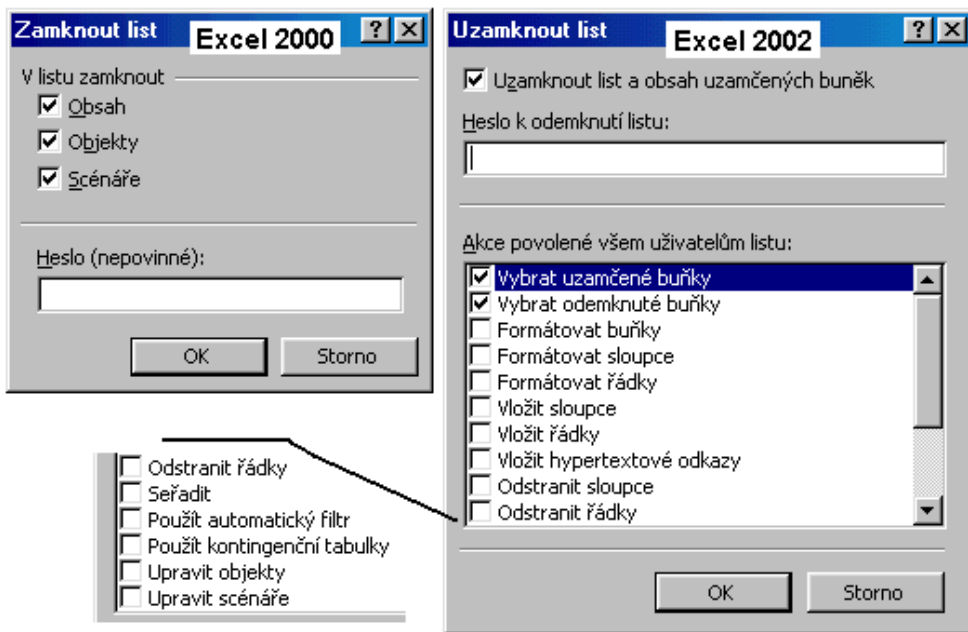 Zamknout list
Excel 2000
V listu zamknout
Obsah
Objekty
Scénáře
Heslo (nepovinné):
OK
Storno
Uzamknout list
Excel 2002
Uzamknout list a obsah uzamčených buněk
Heslo k odemknutí listu:
Akce povolené všem uživatelům listu:
Vybrat uzamčené buňky
Vybrat odemknuté buňky
Formátovat buňky
Formátovat sloupce
Formátovat řádky
Vložit sloupce
Vložit řádky
Vložit hypertextové odkazy
Odstranit sloupce
Odstranit řádky
OK
Storno
Odstranit řádky
Seřadit
Použít automatický filtr
Použít kontingenční tabulky
Upravit objekty
Upravit scénáře